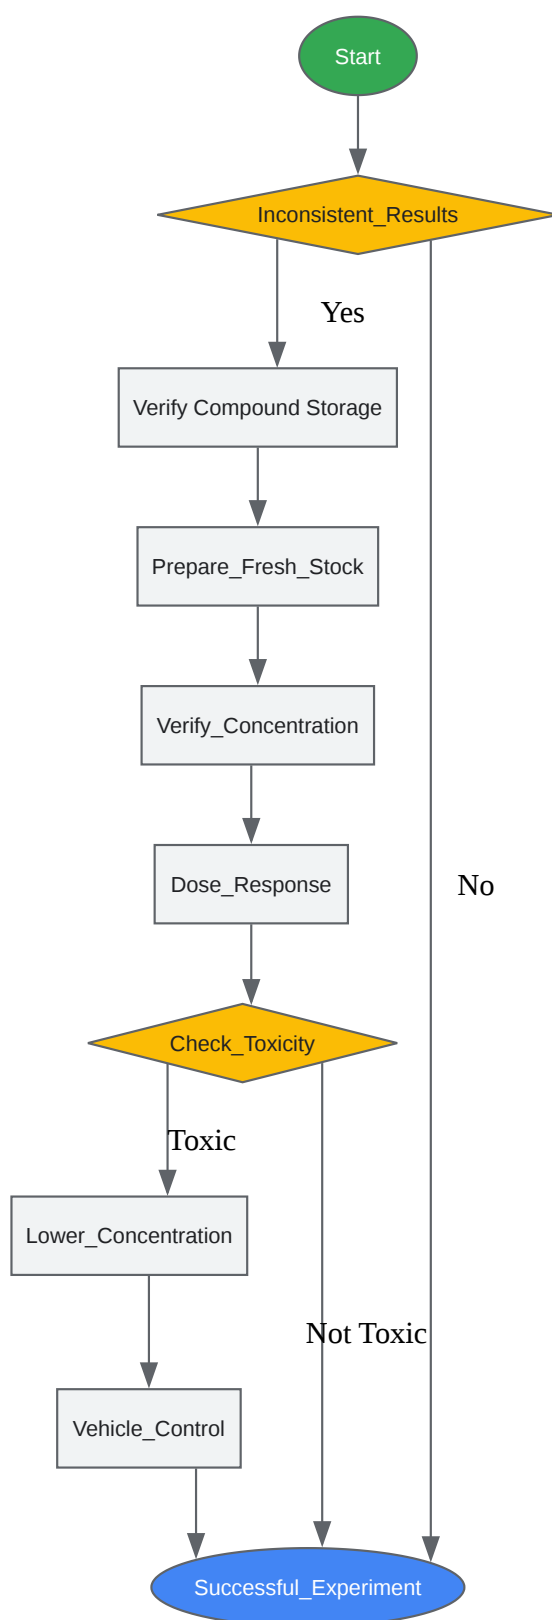 Start
Inconsistent_Results
Yes
Verify Compound Storage
Prepare_Fresh_Stock
Verify_Concentration
Dose_Response
No
Check_Toxicity
Toxic
Lower_Concentration
Not Toxic
Vehicle_Control
Successful_Experiment